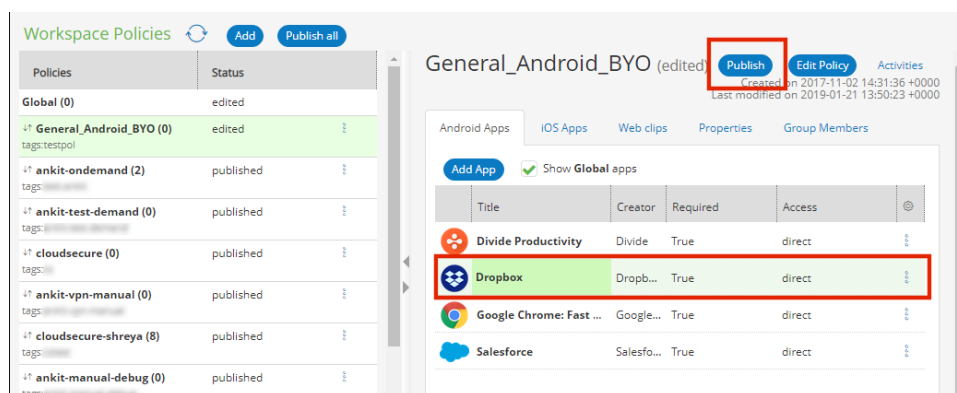 Workspace Policies Add Publish all
Policies Status
Global (0) edited
General_Android_BYO (0) edited
tags:testpol
ankit-ondemand (2) published
tags:
ankit-test-demand (0) published
tags:
cloudsecure (0) published
tags:
ankit-vpn-manual (0) published
tags:
cloudsecure-shreya (8) published
tags:
ankit-manual-debug (0) published
General_Android_BYO (edited) Publish Edit Policy Activities
Created on 2017-11-02 14:31:36 +0000
Last modified on 2019-01-21 13:50:23 +0000
Android Apps iOS Apps Web clips Properties Group Members
Add App Show Global apps
Title Creator Required Access
Divide Productivity Divide True direct
Dropbox Dropb... True direct
Google Chrome: Fast ... Google... True direct
Salesforce Salesfo... True direct